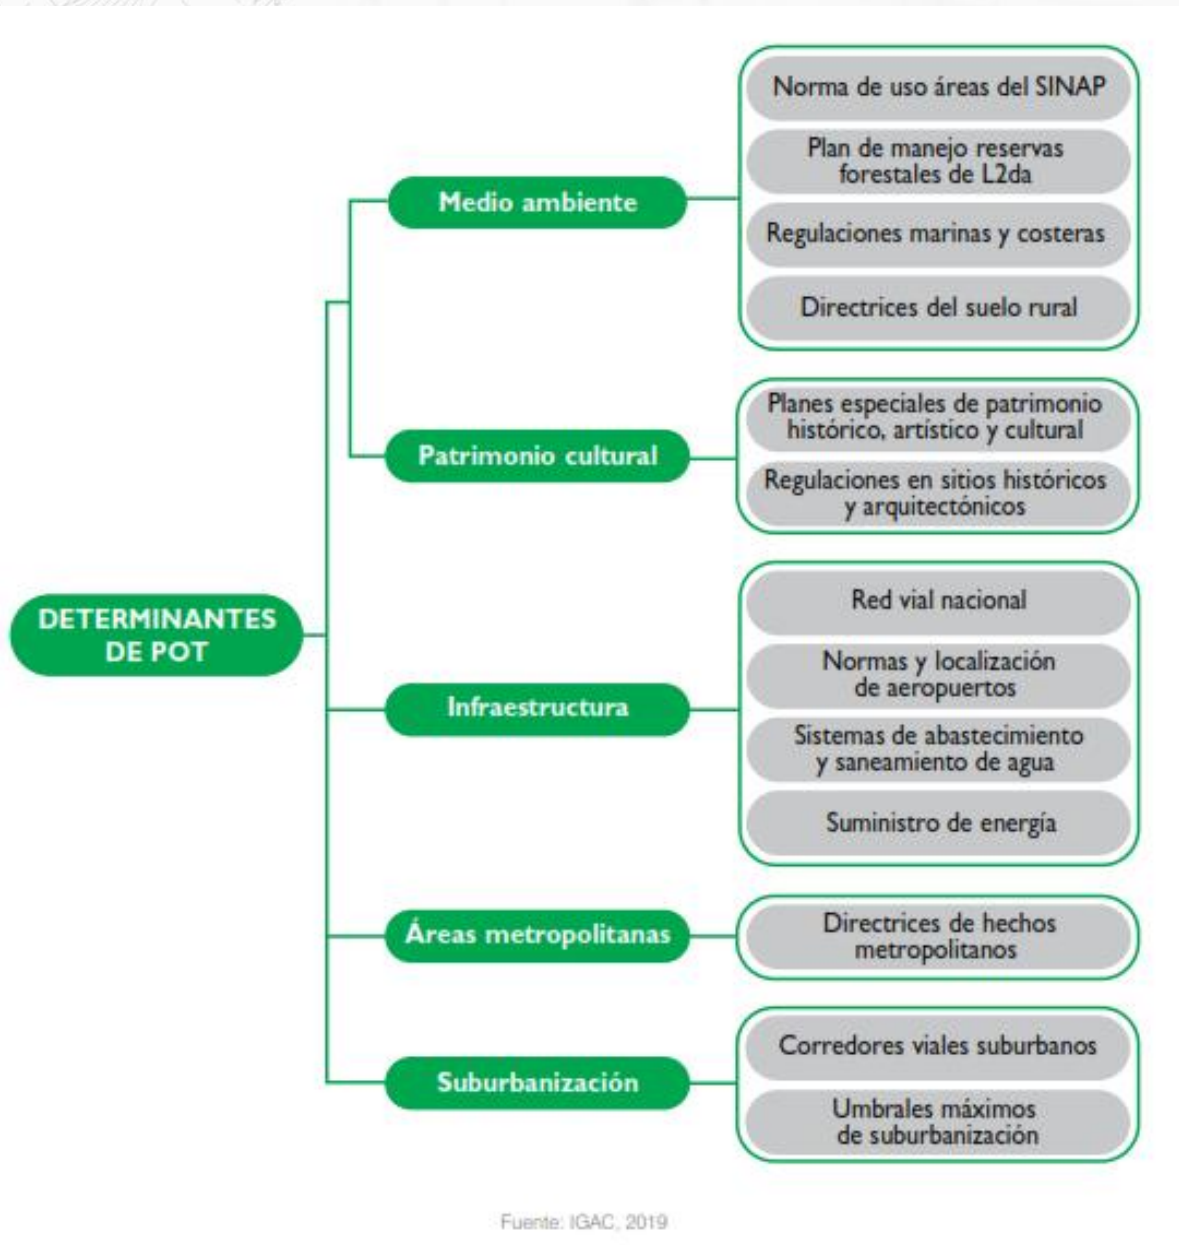 Norma de uso áreas del SINAP
Plan de manejo reservas
forestales de L2da
Medio ambiente
Regulaciones marinas y costeras
Directrices del suelo rural
Planes especiales de patrimonio
histórico, artístico y cultural
Patrimonio cultural
Regulaciones en sitios históricos
y arquitectónicos
DETERMINANTES
DE POT
Red vial nacional
Normas y localización
de aeropuertos
Infraestructura
Sistemas de abastecimiento
y saneamiento de agua
Suministro de energía
Áreas metropolitanas
Directrices de hechos
metropolitanos
Corredores viales suburbanos
Suburbanización
Umbrales máximos
de suburbanización
Fuente: IGAC, 2019